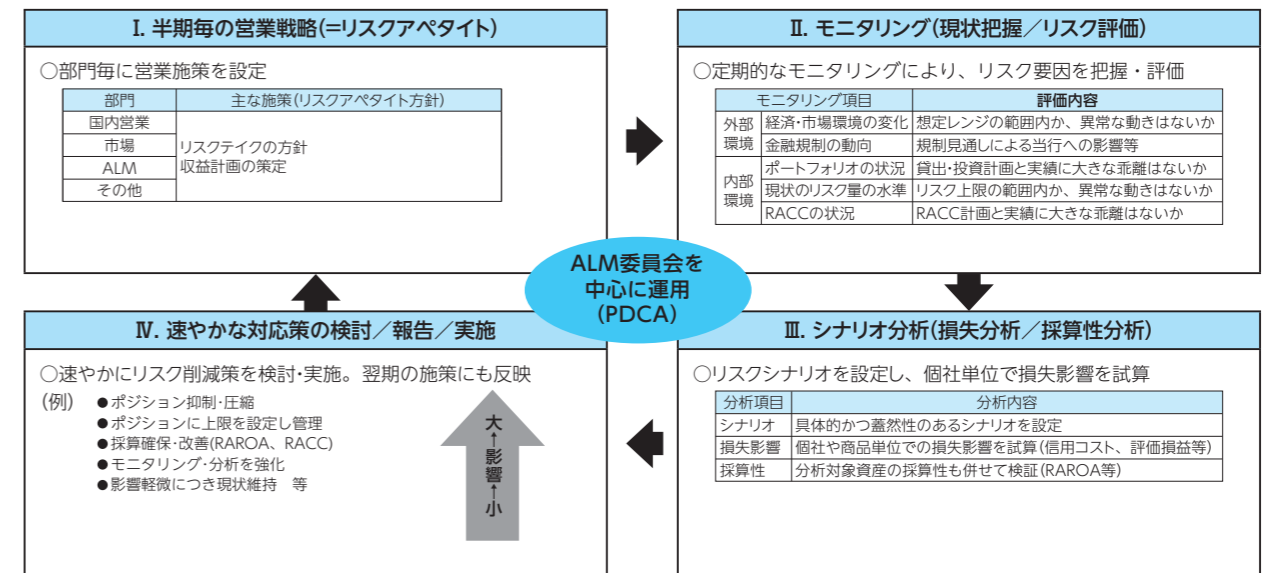 Ⅰ. 半期毎の営業戦略(=リスクアペタイト)
○部門毎に営業施策を設定
部門 主な施策(リスクアペタイト方針)
国内営業
市場
ALM
その他
リスクテイクの方針
収益計画の策定
Ⅱ. モニタリング(現状把握／リスク評価)
○定期的なモニタリングにより、リスク要因を把握・評価
モニタリング項目 評価内容
外部環境
経済・市場環境の変化 想定レンジの範囲内か、異常な動きはないか
金融規制の動向 規制見通しによる当行への影響等
内部環境
ポートフォリオの状況 貸出・投資計画と実績に大きな乖離はないか
現状のリスク量の水準 リスク上限の範囲内か、異常な動きはないか
RACCの状況 RACC計画と実績に大きな乖離はないか
ALM委員会を
中心に運用
(PDCA)
Ⅳ. 速やかな対応策の検討／報告／実施
○速やかにリスク削減策を検討・実施。翌期の施策にも反映
(例) ●ポジション抑制・圧縮
●ポジションに上限を設定し管理
●採算確保・改善(RAROA、RACC)
●モニタリング・分析を強化
●影響軽微につき現状維持　等
大↑影響↑小
Ⅲ. シナリオ分析(損失分析／採算性分析)
○リスクシナリオを設定し、個社単位で損失影響を試算
分析項目 分析内容
シナリオ 具体的かつ蓋然性のあるシナリオを設定
損失影響 個社や商品単位での損失影響を試算(信用コスト、評価損益等)
採算性 分析対象資産の採算性も併せて検証(RAROA等)